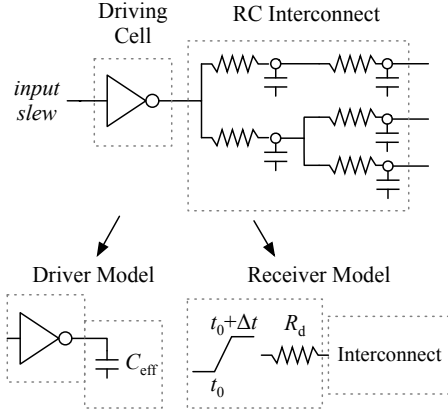 Driving
Cell
RC Interconnect
input
slew
Driver Model
Receiver Model
C_eff
t_0+Δt
t_0
R_d
Interconnect